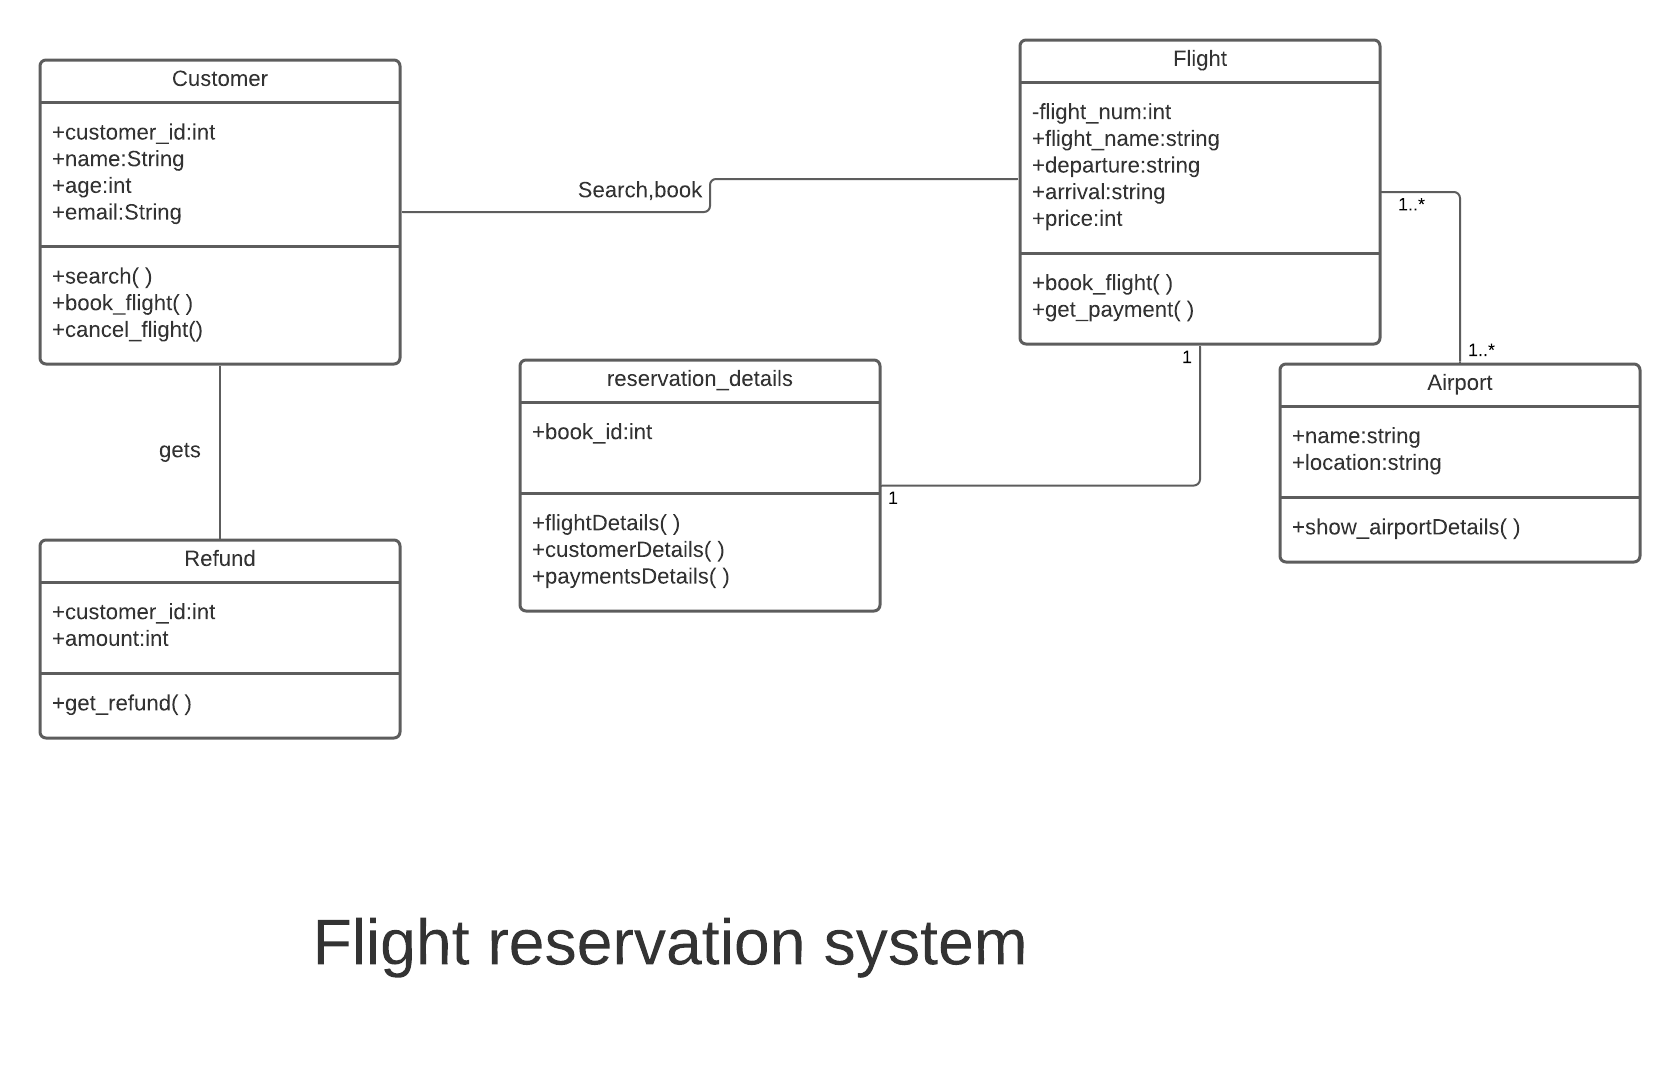 Customer
+customer_id:int
+name:String
+age:int
+email:String
+search( )
+book_flight( )
+cancel_flight()
Search,book
Flight
-flight_num:int
+flight_name:string
+departure:string
+arrival:string
+price:int
+book_flight( )
+get_payment( )
1..*
1..*
1
1
reservation_details
+book_id:int
+flightDetails( )
+customerDetails( )
+paymentsDetails( )
Airport
+name:string
+location:string
+show_airportDetails( )
gets
Refund
+customer_id:int
+amount:int
+get_refund( )
Flight reservation system